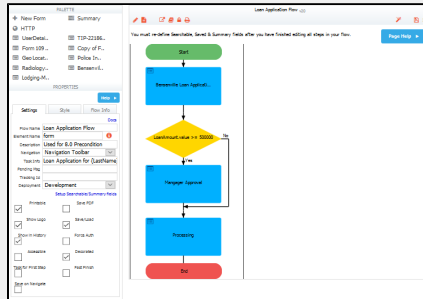 PALETTE
+ New Form
Summary
HTTP
UserDetai...
TIP-22186...
Form 109 ...
Copy of F...
Geo Locat...
Police In...
Radiology...
Bensenvil...
Lodging-M...
PROPERTIES
Help
Settings
Style
Flow Info
Docs
Flow Name Loan Application Flow
Element Name form
Description Used for 8.0 Precondition
Navigation Navigation Toolbar
Task Info Loan Application for {LastName
Pending Msg
Tracking Id
Deployment Development
Setup Searchable/Summary fields
Printable
Save PDF
Show Logo
Save/Load
Show in History
Force Auth
Accessible
Decorated
Task for First Step
Fast Finish
Save on Navigate
Loan Application Flow
You must re-define Searchable, Saved & Summary fields after you have finished editing all steps in your flow.
Page Help
Start
Bensenville Loan Applicati...
LoanAmount.value >= 500000
No
Yes
Manager Approval
Processing
End